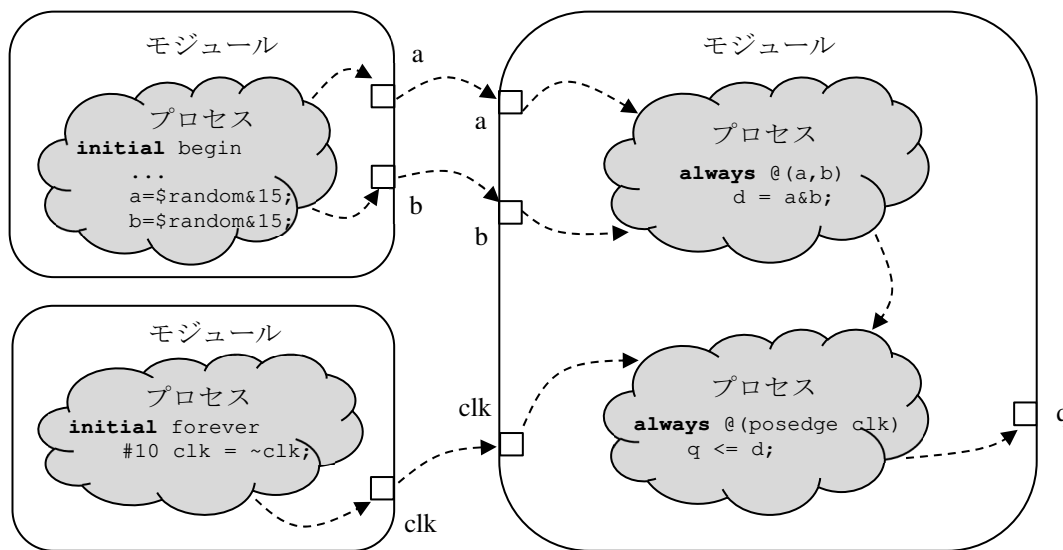 モジュール
プロセス
initial begin
...
a=$random&15;
b=$random&15;
a
b
モジュール
a
b
プロセス
always @(a,b)
d = a&b;
モジュール
プロセス
initial forever
#10 clk = ~clk;
clk
clk
プロセス
always @(posedge clk)
q <= d;